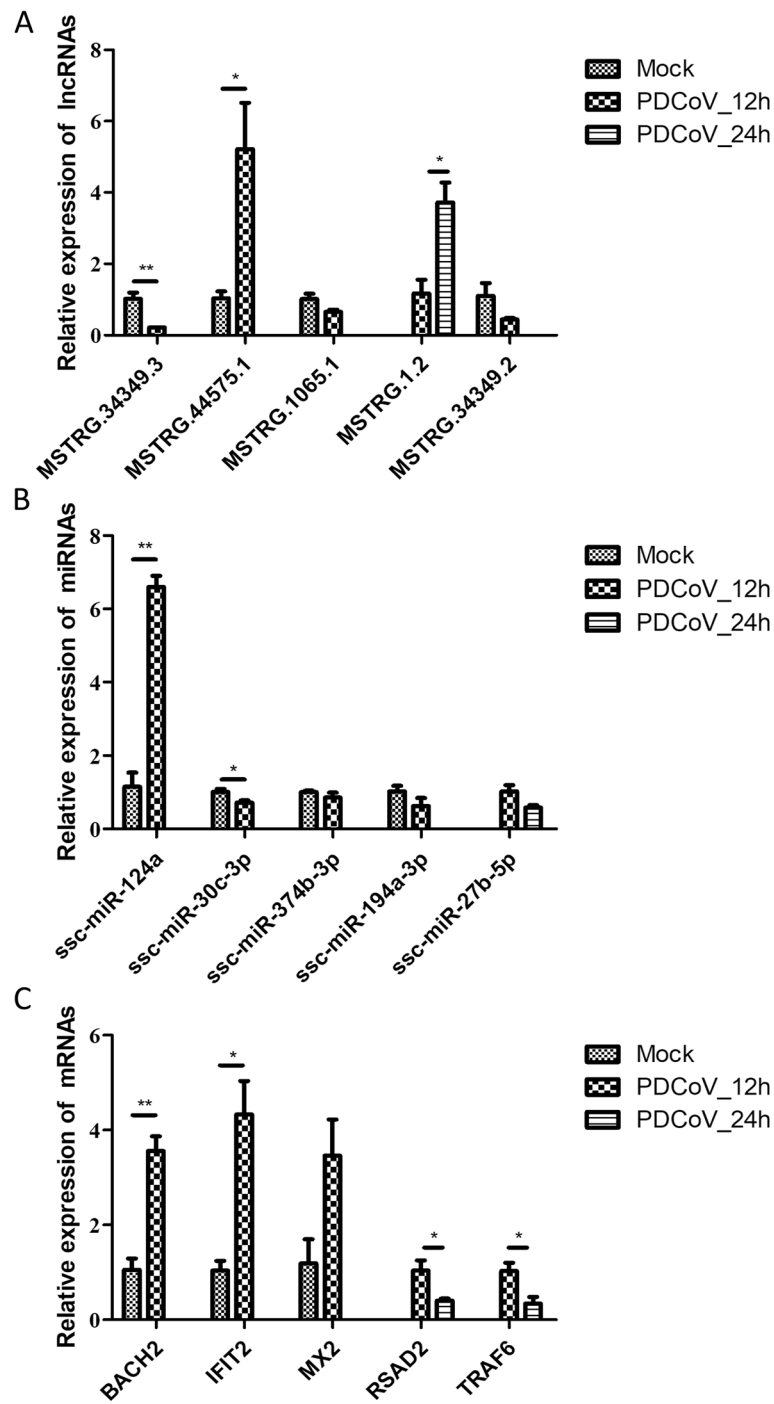 A
Relative expression of lncRNAs
8
6
4
2
0
**
*
*
MSTRG.34349.3
MSTRG.44575.1
MSTRG.1065.1
MSTRG.1.2
MSTRG.34349.2
Mock
PDCoV_12h
PDCoV_24h
B
Relative expression of miRNAs
8
6
4
2
0
**
*
ssc-miR-124a
ssc-miR-30c-3p
ssc-miR-374b-3p
ssc-miR-194a-3p
ssc-miR-27b-5p
Mock
PDCoV_12h
PDCoV_24h
C
Relative expression of mRNAs
6
4
2
0
**
*
*
*
BACH2
IFIT2
MX2
RSAD2
TRAF6
Mock
PDCoV_12h
PDCoV_24h